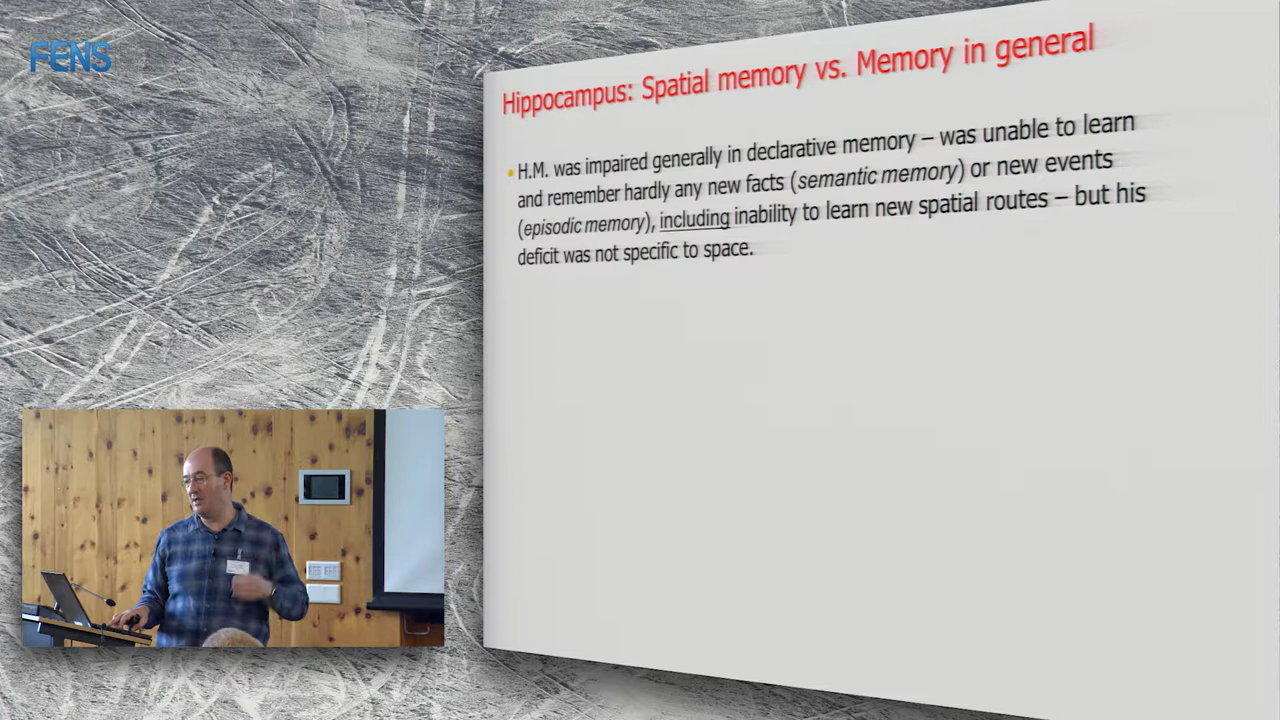 FENS
Hippocampus: Spatial memory vs. Memory in general
• H.M. was impaired generally in declarative memory – was unable to learn
and remember hardly any new facts (semantic memory) or new events
(episodic memory), including inability to learn new spatial routes – but his
deficit was not specific to space.